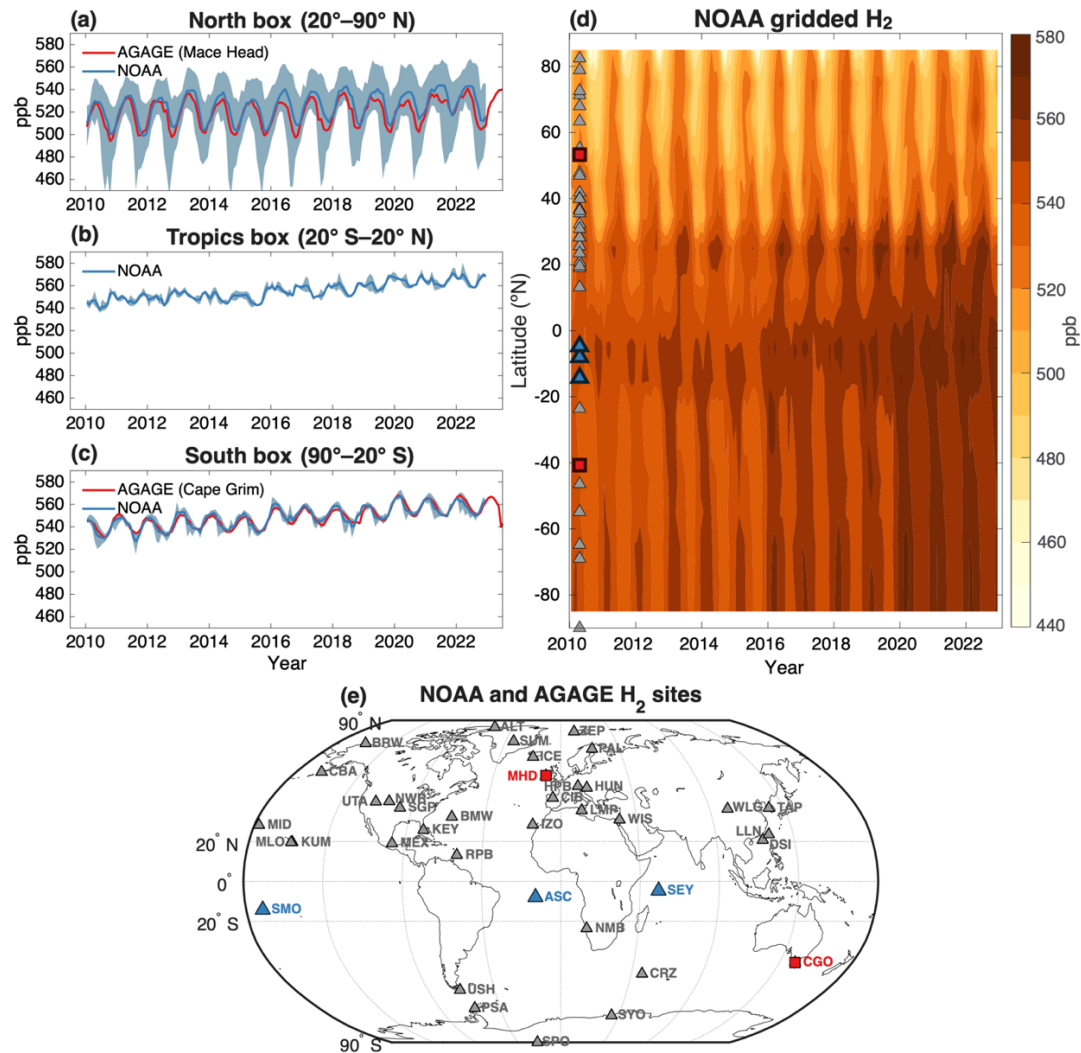 (a) North box (20°–90° N)
580
560
540
520
500
480
460
ppb
AGAGE (Mace Head)
NOAA
2010 2012 2014 2016 2018 2020 2022
(b) Tropics box (20° S–20° N)
580
560
540
520
500
480
460
ppb
NOAA
2010 2012 2014 2016 2018 2020 2022
(c) South box (90°–20° S)
580
560
540
520
500
480
460
ppb
AGAGE (Cape Grim)
NOAA
2010 2012 2014 2016 2018 2020 2022
Year
(d) NOAA gridded H₂
80
60
40
20
0
-20
-40
-60
-80
Latitude (°N)
2010 2012 2014 2016 2018 2020 2022
Year
580
560
540
520
500
480
460
440
ppb
(e) NOAA and AGAGE H₂ sites
90° N
20° N
0°
20° S
90° S
ALT
ZEP
BRW
SUM
PAL
ICE
CBA
MHD
HPB
HUN
UTA
NWR
SGP
CIB
WLG
TAP
LMP
BMW
MID
KEY
IZO
WIS
LLN
DSI
MLO
KUM
MEX
RPB
SMO
ASC
SEY
NMB
CGO
CRZ
USH
PSA
SYO
SPO